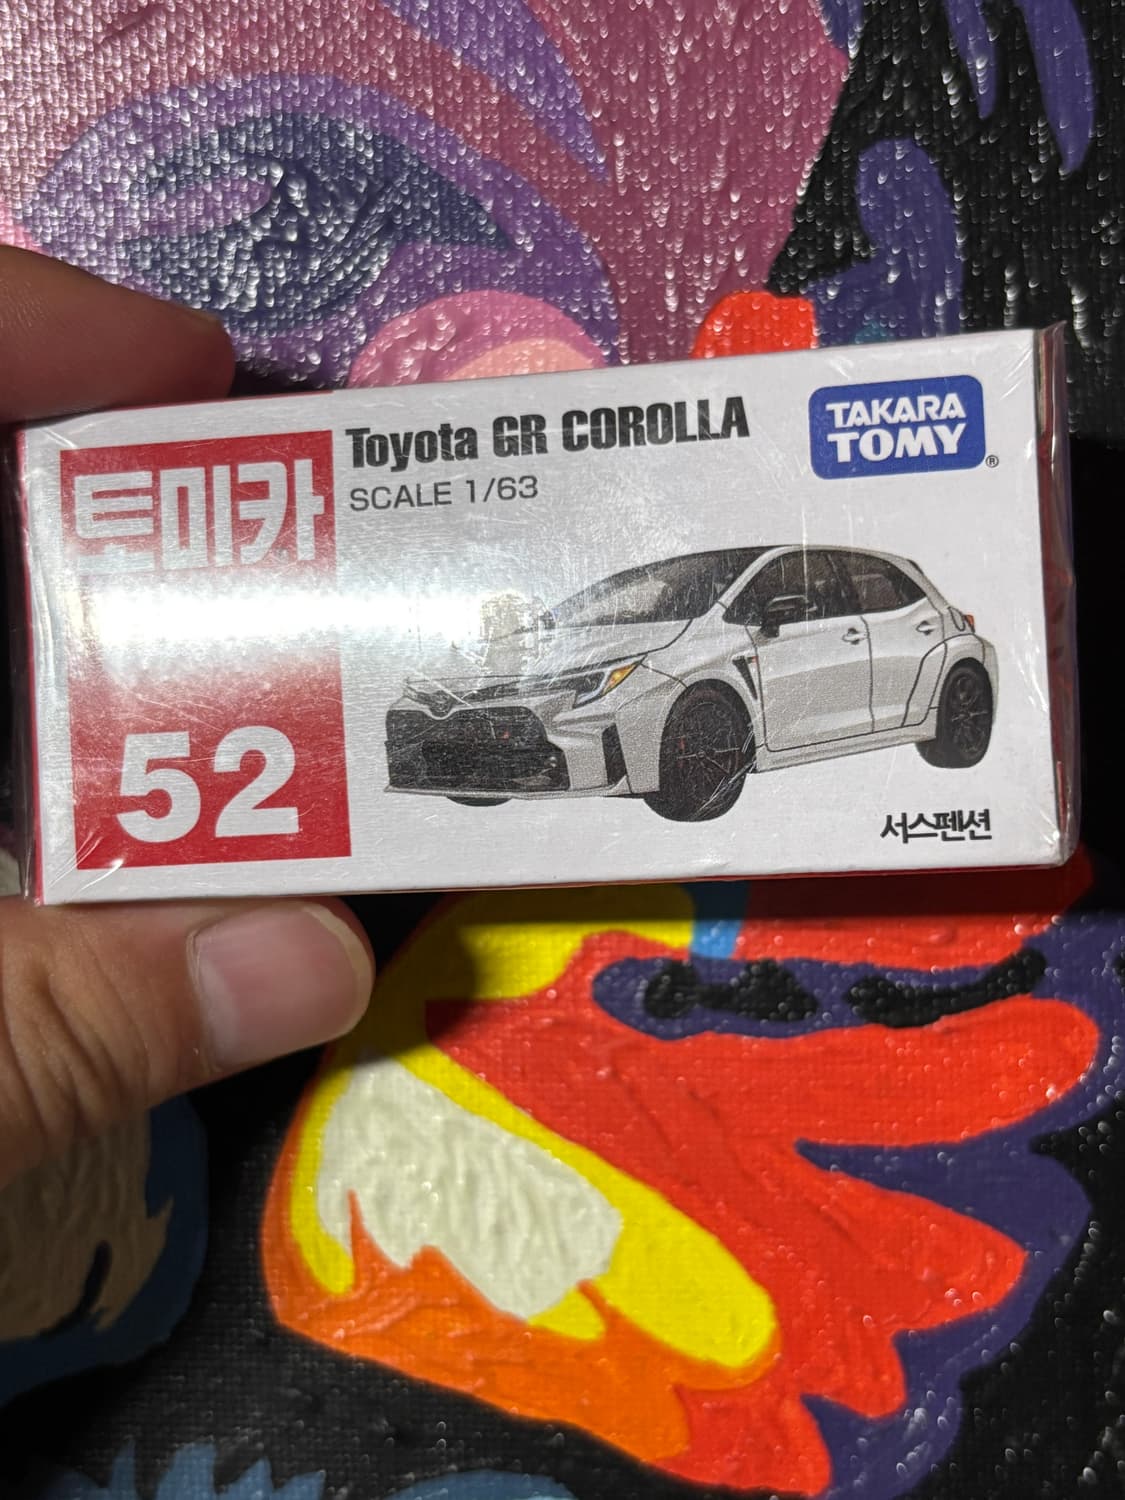 토미카
52
Toyota GR COROLLA
SCALE 1/63
TAKARA
TOMY®
서스펜션